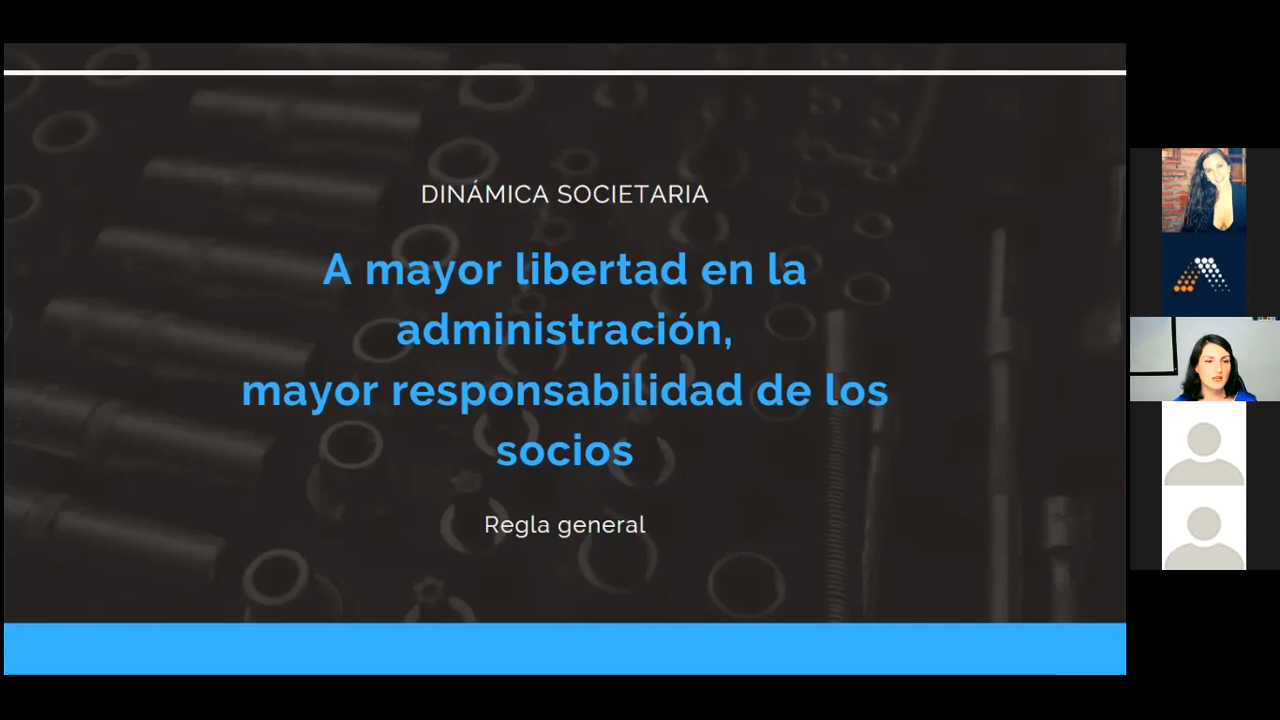 DINÁMICA SOCIETARIA
A mayor libertad en la
administración,
mayor responsabilidad de los
socios
Regla general